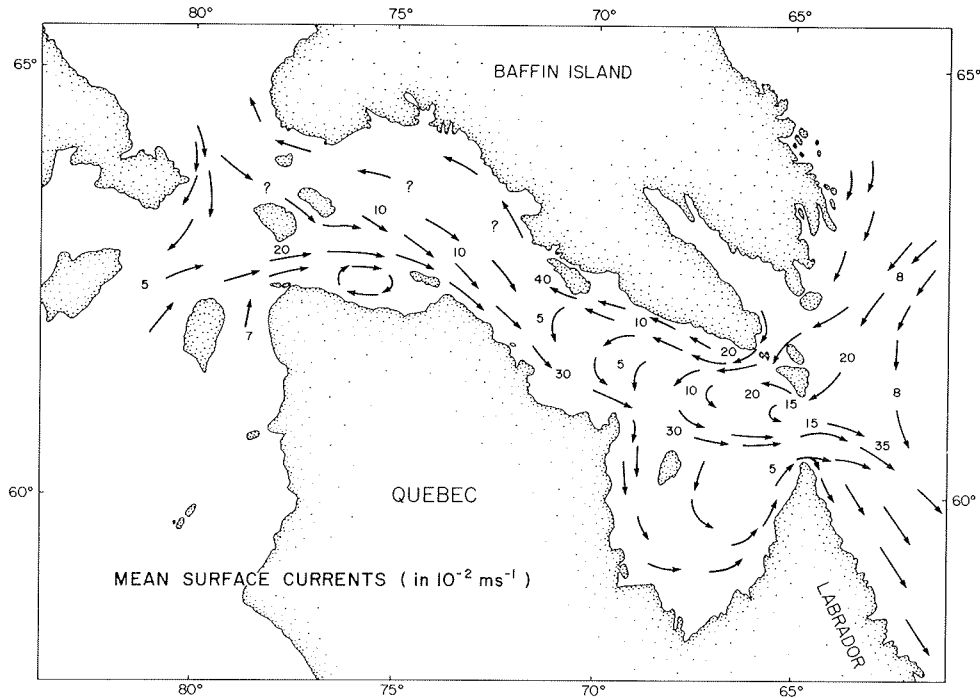 80° 75° 70° 65°
65° 65°
BAFFIN ISLAND
? ?
10
?
20 10
5 40 8
7 5 10
20 20
30 5 8
10 20 15
30 15 35
5
60° 60°
QUEBEC
MEAN SURFACE CURRENTS (in 10⁻² ms⁻¹)
LABRADOR
80° 75° 70° 65°